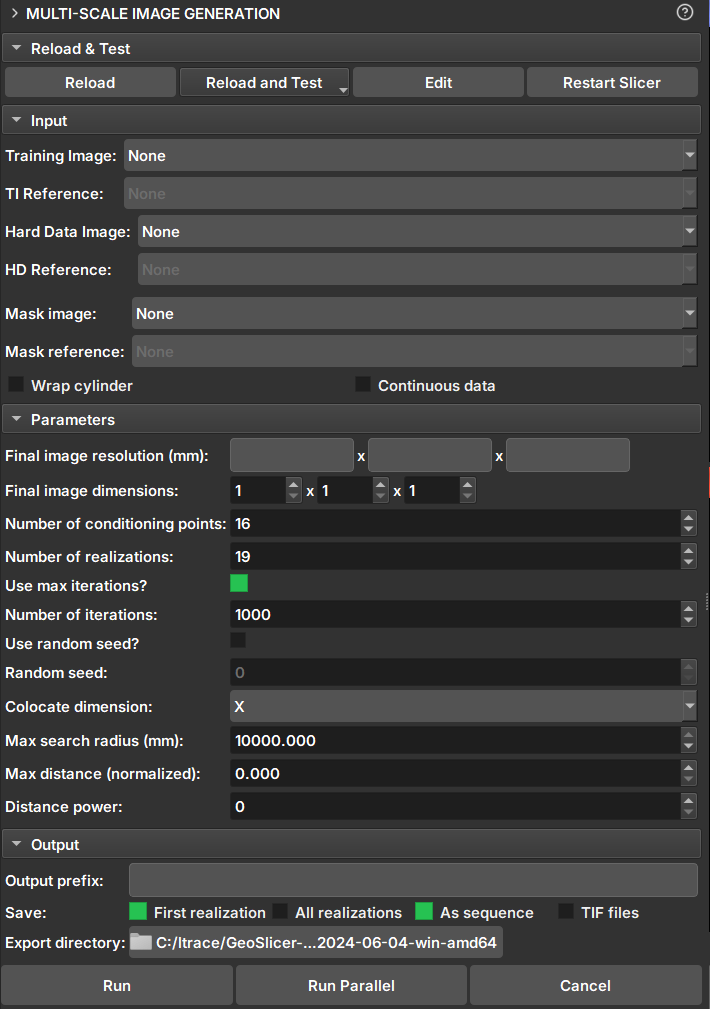 MULTI-SCALE IMAGE GENERATION ?
Reload & Test
Reload Reload and Test Edit Restart Slicer
Input
Training Image: None
TI Reference: None
Hard Data Image: None
HD Reference: None
Mask image: None
Mask reference: None
Wrap cylinder Continuous data
Parameters
Final image resolution (mm): x x
Final image dimensions: 1 x 1 x 1
Number of conditioning points: 16
Number of realizations: 19
Use max iterations?
Number of iterations: 1000
Use random seed?
Random seed: 0
Colocate dimension: X
Max search radius (mm): 10000.000
Max distance (normalized): 0.000
Distance power: 0
Output
Output prefix:
Save: First realization All realizations As sequence TIF files
Export directory: C:/ltrace/GeoSlicer-...2024-06-04-win-amd64
Run Run Parallel Cancel